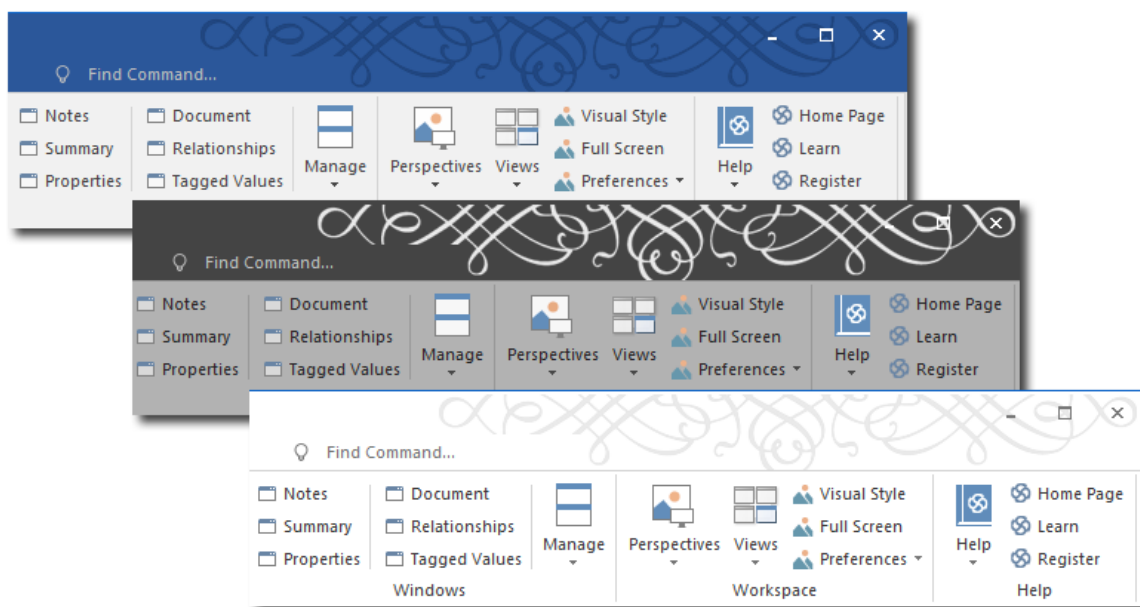 Find Command...
Notes Document Visual Style Home Page
Summary Relationships Manage Perspectives Views Full Screen Help Learn
Properties Tagged Values Preferences Register
Find Command...
Notes Document Visual Style Home Page
Summary Relationships Manage Perspectives Views Full Screen Help Learn
Properties Tagged Values Preferences Register
Find Command...
Notes Document Visual Style Home Page
Summary Relationships Manage Perspectives Views Full Screen Help Learn
Properties Tagged Values Preferences Register
Windows Workspace Help